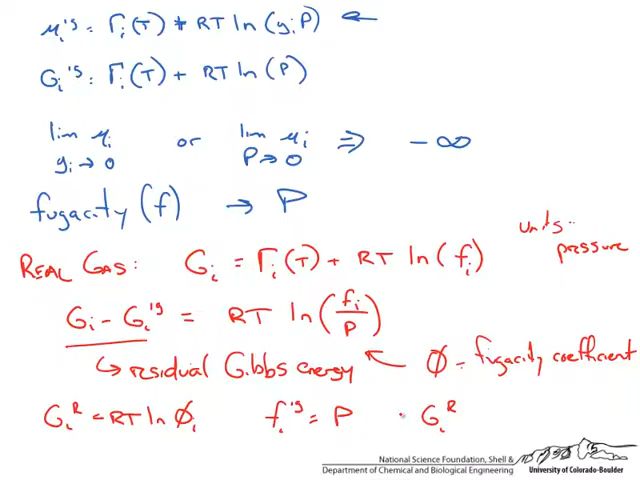 μᵢⁱᵍ = Γᵢ(T) + RT ln(yᵢP) ←
Gᵢⁱᵍ = Γᵢ(T) + RT ln(P)
lim μᵢ or lim μᵢ ⇒ -∞
yᵢ → 0 P → 0
fugacity (f) → P
units: pressure
REAL GAS: Gᵢ = Γᵢ(T) + RT ln(fᵢ)
Gᵢ - Gᵢⁱᵍ = RT ln(fᵢ/P)
↳ residual Gibbs energy ← φ - fugacity coefficient
Gᵢᴿ = RT ln φᵢ fᵢⁱᵍ = P · Gᵢᴿ
National Science Foundation, Shell &
Department of Chemical and Biological Engineering
University of Colorado-Boulder